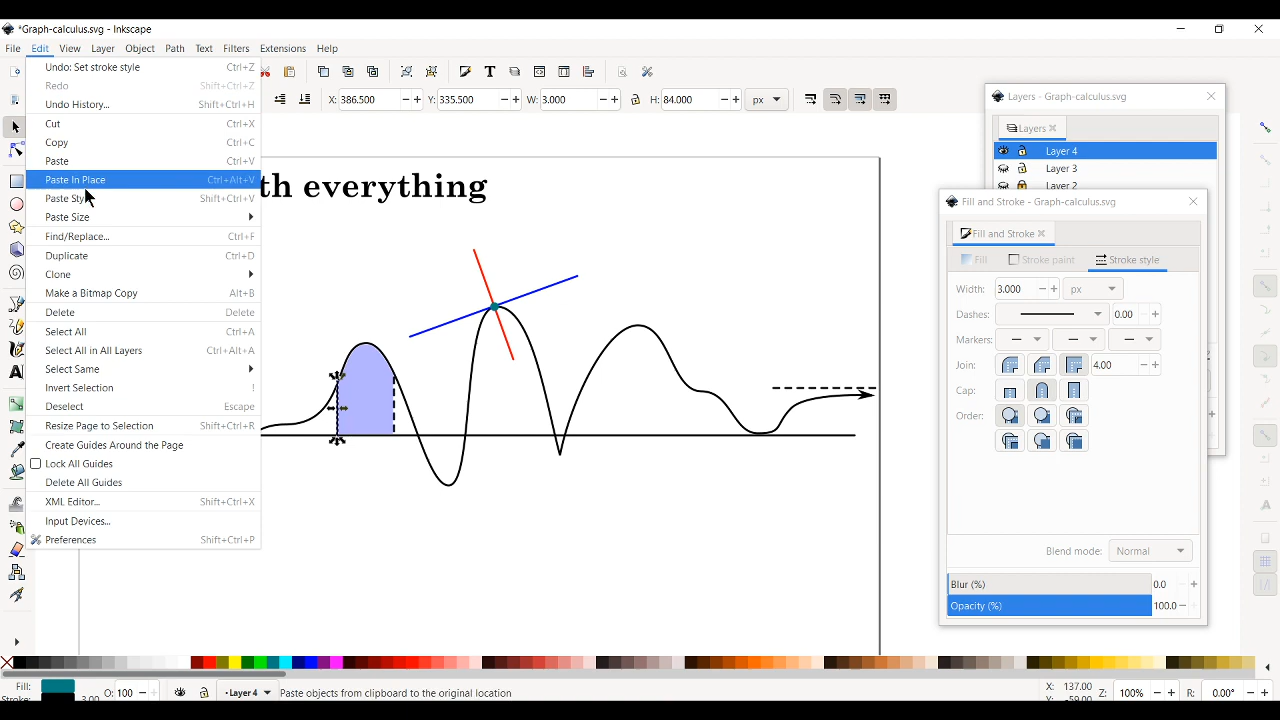 *Graph-calculus.svg - Inkscape
File Edit View Layer Object Path Text Filters Extensions Help
Undo: Set stroke style Ctrl+Z
Redo Shift+Ctrl+Z
Undo History... Shift+Ctrl+H
Cut Ctrl+X
Copy Ctrl+C
Paste Ctrl+V
Paste In Place Ctrl+Alt+V
Paste Shift+Ctrl+V
Paste Size
Find/Replace... Ctrl+F
Duplicate Ctrl+D
Clone
Make a Bitmap Copy Alt+B
Delete Delete
Select All Ctrl+A
Select All in All Layers Ctrl+Alt+A
Select Same
Invert Selection !
Deselect Escape
Resize Page to Selection Shift+Ctrl+R
Create Guides Around the Page
Lock All Guides
Delete All Guides
XML Editor... Shift+Ctrl+X
Input Devices...
Preferences Shift+Ctrl+P
X: 386.500 − + Y: 335.500 − + W: 3.000 − + H: 84.000 − + px
th everything
Layers - Graph-calculus.svg
Layers
Layer 4
Layer 3
Layer 2
Fill and Stroke - Graph-calculus.svg
Fill and Stroke
Fill Stroke paint Stroke style
Width: 3.000 − + px
Dashes: 0.00 − +
Markers:
Join: 4.00 − +
Cap:
Order:
Blend mode: Normal
Blur (%) 0.0 − +
Opacity (%) 100.0 − +
Fill: O: 100 − + Layer 4 Paste objects from clipboard to the original location X: 137.00 Z: 100% − + R: 0.00° − +
Stroke: 3.00 Y: -59.00